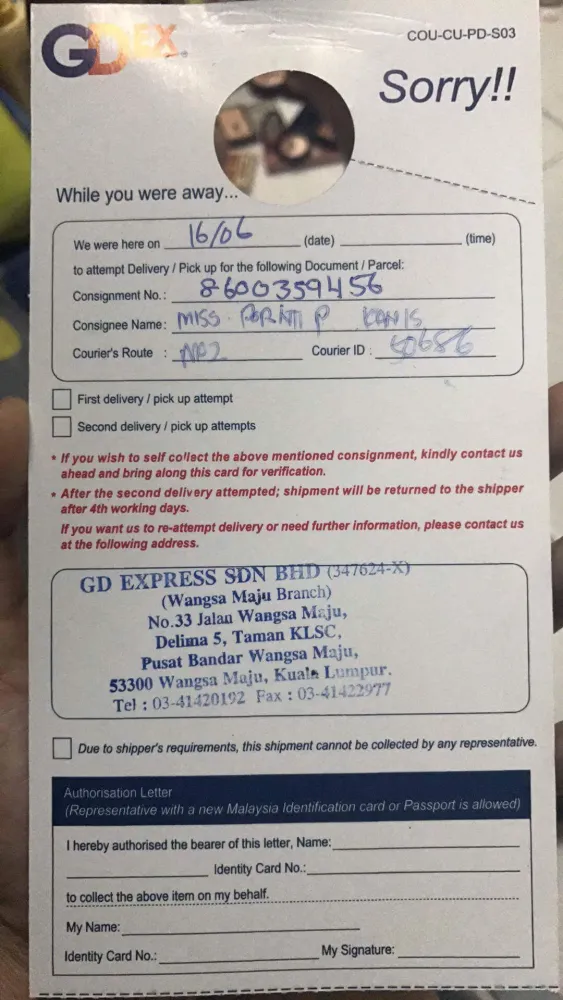 GDEX
COU-CU-PD-S03
Sorry!!
While you were away...
We were here on 16/06 (date) (time)
to attempt Delivery / Pick up for the following Document / Parcel:
Consignment No.: 8600359456
Consignee Name: MISS P
Courier's Route : Courier ID : 50686
First delivery / pick up attempt
Second delivery / pick up attempts
* If you wish to self collect the above mentioned consignment, kindly contact us
ahead and bring along this card for verification.
* After the second delivery attempted; shipment will be returned to the shipper
after 4th working days.
If you want us to re-attempt delivery or need further information, please contact us
at the following address.
GD EXPRESS SDN BHD (347624-X)
(Wangsa Maju Branch)
No.33 Jalan Wangsa Maju,
Delima 5, Taman KLSC,
Pusat Bandar Wangsa Maju,
53300 Wangsa Maju, Kuala Lumpur.
Tel : 03-41420192 Fax : 03-41422977
Due to shipper's requirements, this shipment cannot be collected by any representative.
Authorisation Letter
(Representative with a new Malaysia Identification card or Passport is allowed)
I hereby authorised the bearer of this letter, Name:
Identity Card No.:
to collect the above item on my behalf.
My Name:
Identity Card No.: My Signature: